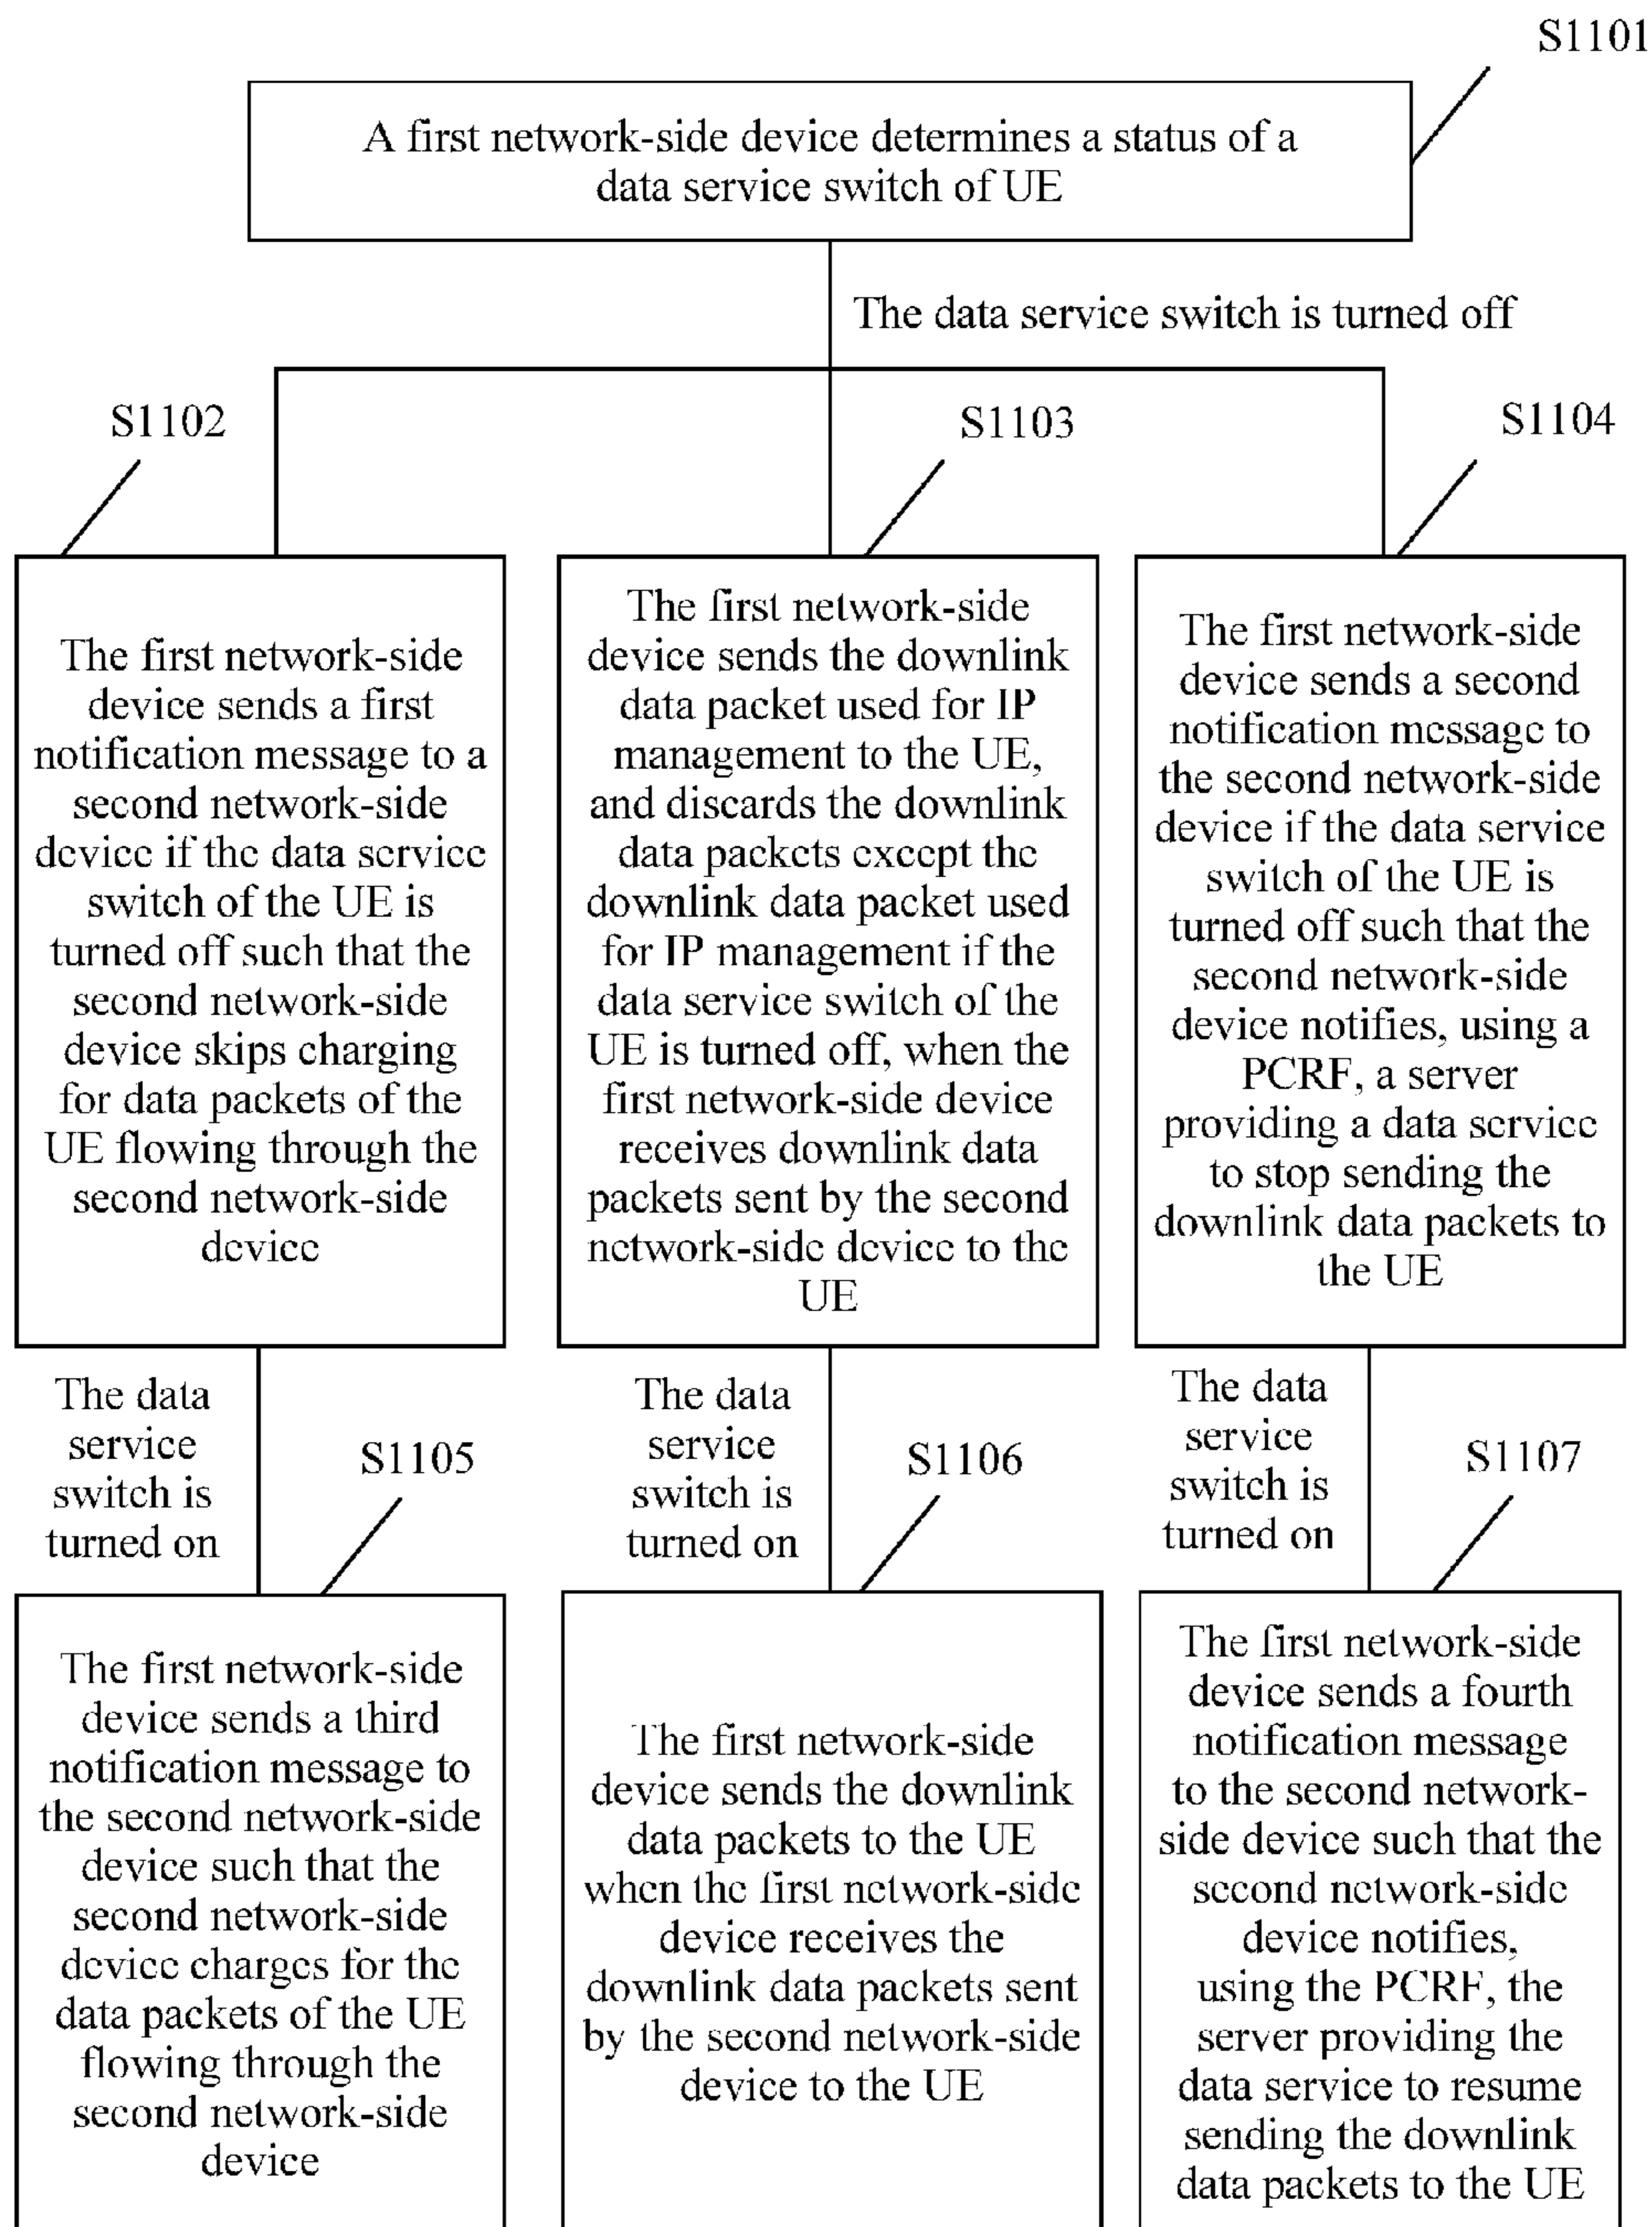 S1101
A first network-side device determines a status of a
data service switch of UE
The data service switch is turned off
S1102
S1103
S1104
The first network-side
device sends a first
notification message to a
second network-side
device if the data service
switch of the UE is
turned off such that the
second network-side
device skips charging
for data packets of the
UE flowing through the
second network-side
device
The first network-side
device sends the downlink
data packet used for IP
management to the UE,
and discards the downlink
data packets except the
downlink data packet used
for IP management if the
data service switch of the
UE is turned off, when the
first network-side device
receives downlink data
packets sent by the second
network-side device to the
UE
The first network-side
device sends a second
notification message to
the second network-side
device if the data service
switch of the UE is
turned off such that the
second network-side
device notifies, using a
PCRF, a server
providing a data service
to stop sending the
downlink data packets to
the UE
The data
service
switch is
turned on
S1105
The data
service
switch is
turned on
S1106
The data
service
switch is
turned on
S1107
The first network-side
device sends a third
notification message to
the second network-side
device such that the
second network-side
device charges for the
data packets of the UE
flowing through the
second network-side
device
The first network-side
device sends the downlink
data packets to the UE
when the first network-side
device receives the
downlink data packets sent
by the second network-side
device to the UE
The first network-side
device sends a fourth
notification message
to the second network-
side device such that the
second network-side
device notifies,
using the PCRF, the
server providing the
data service to resume
sending the downlink
data packets to the UE